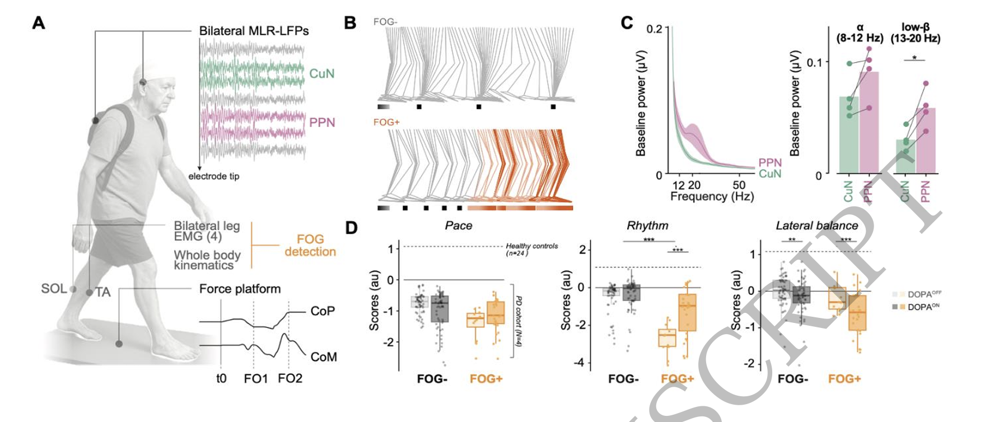 A
Bilateral MLR-LFPs
CuN
PPN
electrode tip
Bilateral leg
EMG (4)
Whole body
kinematics
FOG
detection
SOL
TA
Force platform
CoP
CoM
t0
FO1
FO2
B
FOG-
FOG+
C
0.2
0
Baseline power (µV)
12
20
50
Frequency (Hz)
PPN
CuN
α
(8-12 Hz)
low-β
(13-20 Hz)
*
0.1
0
Baseline power (µV)
CuN
PPN
CuN
PPN
D
Pace
Healthy controls
(n=24 )
1
0
-1
-2
Scores (au)
PD cohort (N=4)
FOG-
FOG+
Rhythm
***
***
2
0
-2
-4
Scores (au)
FOG-
FOG+
Lateral balance
**
***
1
0
-1
-2
Scores (au)
FOG-
FOG+
DOPAOFF
DOPAON
SCRIPT